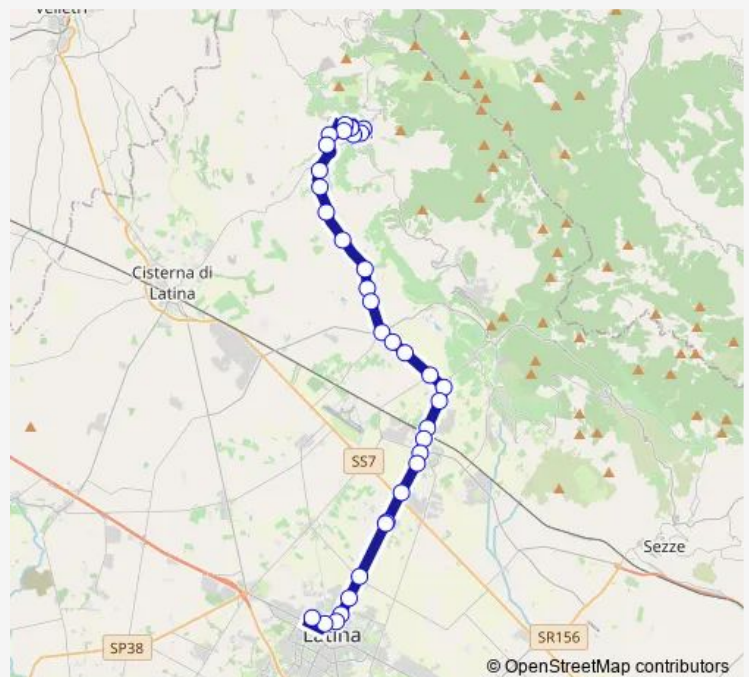 Velletri
Cisterna di
Latina
SS7
Sezze
Latina
SP38
SR156
© OpenStreetMap contributors